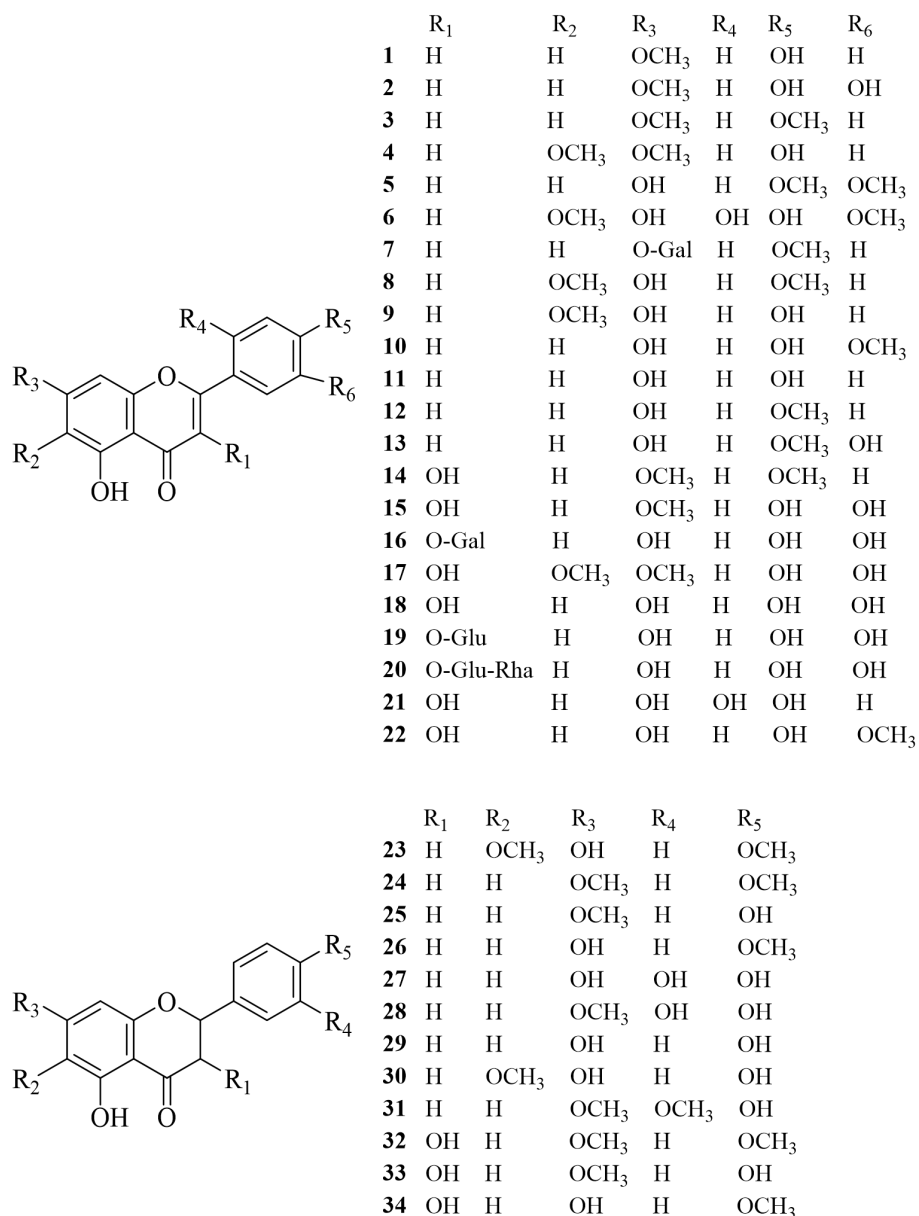 R₁ R₂ R₃ R₄ R₅ R₆
1 H H OCH₃ H OH H
2 H H OCH₃ H OH OH
3 H H OCH₃ H OCH₃ H
4 H OCH₃ OCH₃ H OH H
5 H H OH H OCH₃ OCH₃
6 H OCH₃ OH OH OH OCH₃
7 H H O-Gal H OCH₃ H
8 H OCH₃ OH H OCH₃ H
9 H OCH₃ OH H OH H
10 H H OH H OH OCH₃
11 H H OH H OH H
12 H H OH H OCH₃ H
13 H H OH H OCH₃ OH
14 OH H OCH₃ H OCH₃ H
15 OH H OCH₃ H OH OH
16 O-Gal H OH H OH OH
17 OH OCH₃ OCH₃ H OH OH
18 OH H OH H OH OH
19 O-Glu H OH H OH OH
20 O-Glu-Rha H OH H OH OH
21 OH H OH OH OH H
22 OH H OH H OH OCH₃
R₄ R₅
R₃ O R₆
R₂ R₁
OH O
R₁ R₂ R₃ R₄ R₅
23 H OCH₃ OH H OCH₃
24 H H OCH₃ H OCH₃
25 H H OCH₃ H OH
26 H H OH H OCH₃
27 H H OH OH OH
28 H H OCH₃ OH OH
29 H H OH H OH
30 H OCH₃ OH H OH
31 H H OCH₃ OCH₃ OH
32 OH H OCH₃ H OCH₃
33 OH H OCH₃ H OH
34 OH H OH H OCH₃
R₅
R₃ O R₄
R₂ R₁
OH O